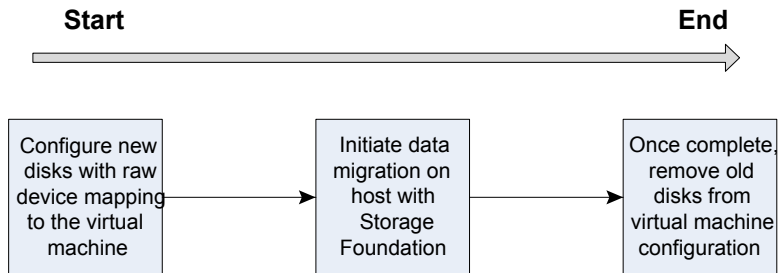 Start
End
Configure new
disks with raw
device mapping
to the virtual
machine
Initiate data
migration on
host with
Storage
Foundation
Once complete,
remove old
disks from
virtual machine
configuration